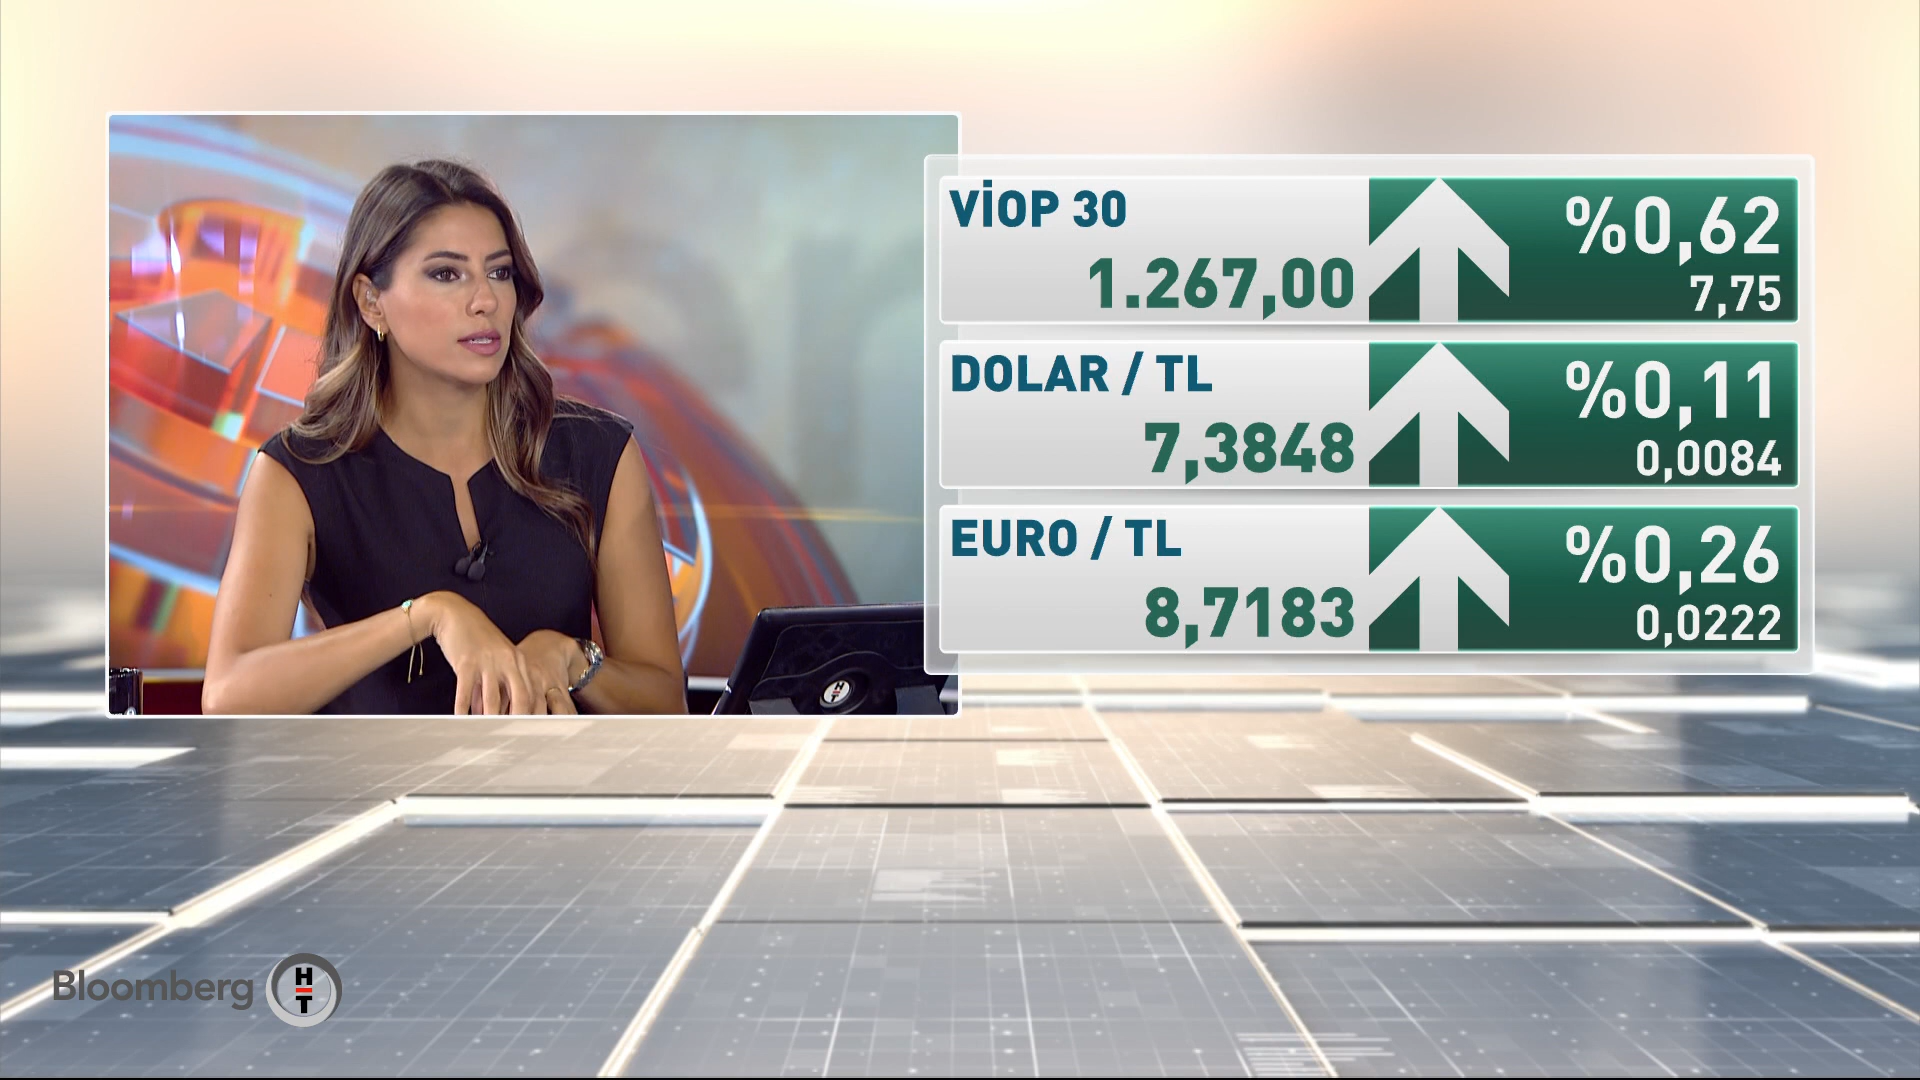 VİOP 30
1.267,00
%0,62
7,75
DOLAR / TL
7,3848
%0,11
0,0084
EURO / TL
8,7183
%0,26
0,0222
Bloomberg HT
HT